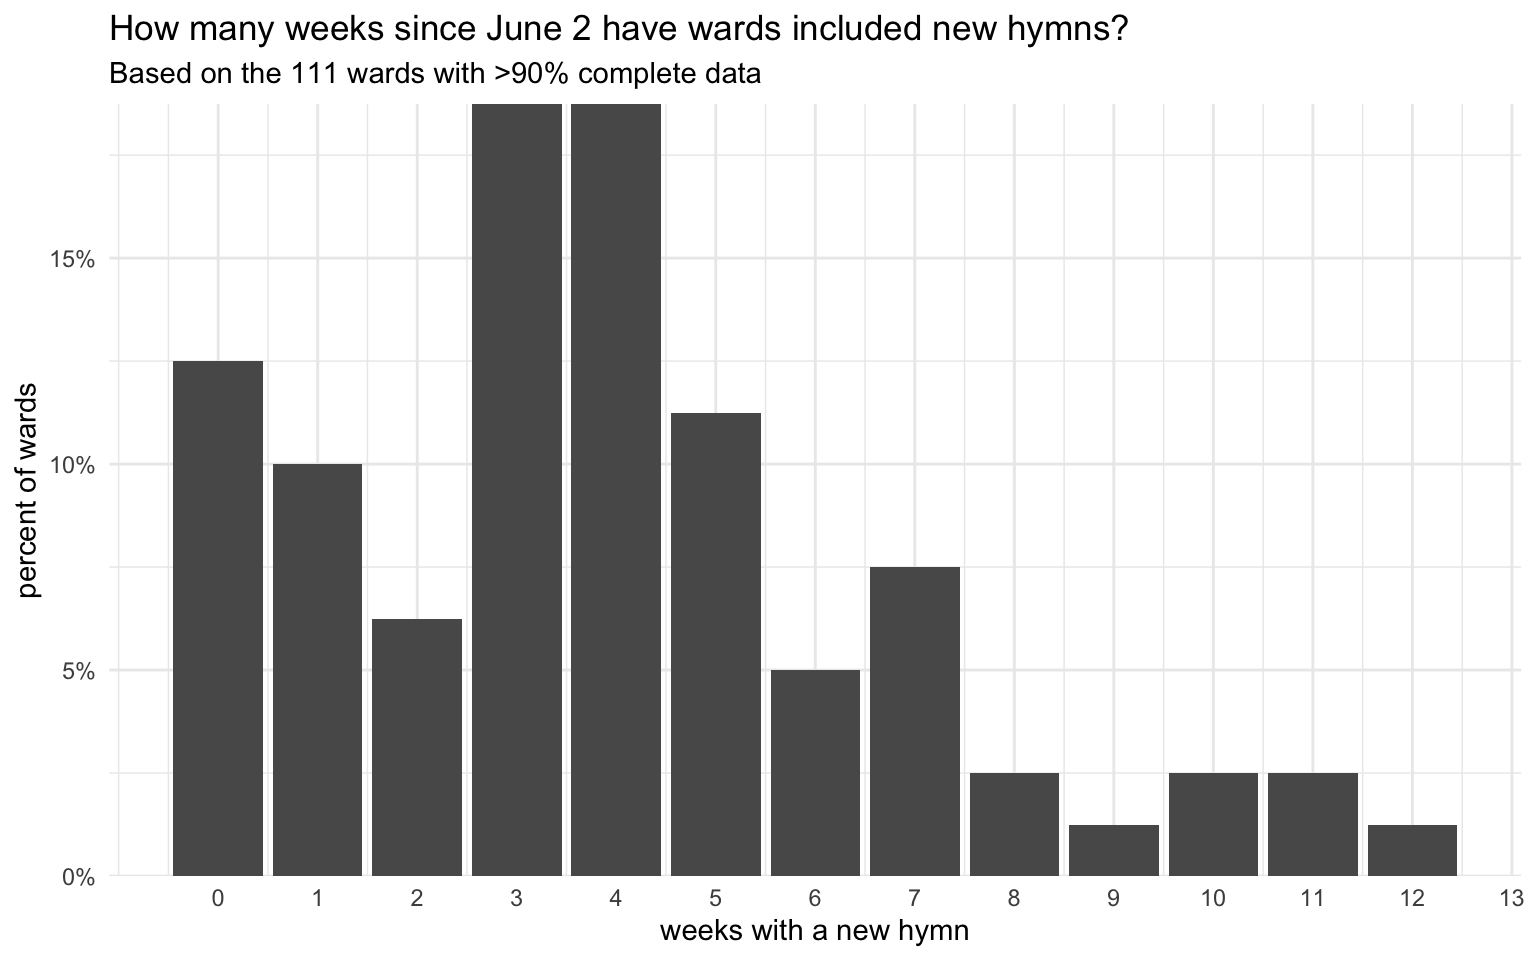 How many weeks since June 2 have wards included new hymns?
Based on the 111 wards with >90% complete data
percent of wards
15%
10%
5%
0%
0 1 2 3 4 5 6 7 8 9 10 11 12 13
weeks with a new hymn